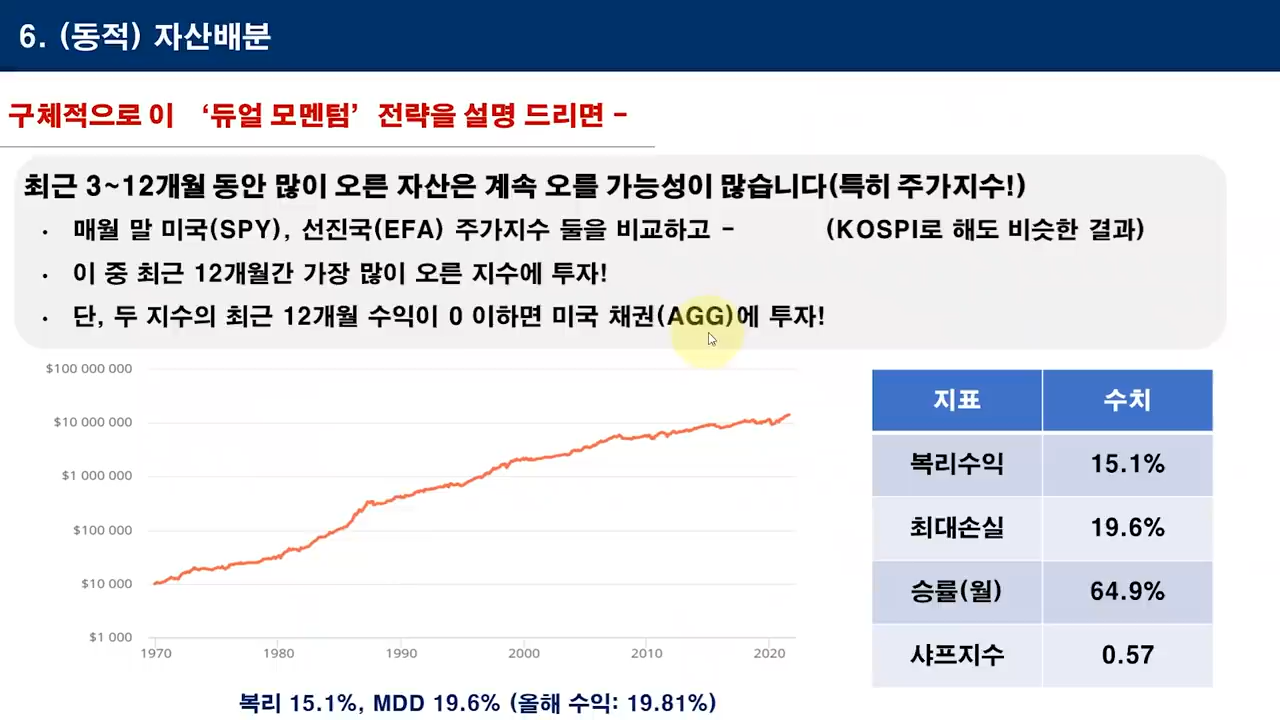 6. (동적) 자산배분
구체적으로 이 ‘듀얼 모멘텀’ 전략을 설명 드리면 -
최근 3~12개월 동안 많이 오른 자산은 계속 오를 가능성이 많습니다(특히 주가지수!)
• 매월 말 미국(SPY), 선진국(EFA) 주가지수 둘을 비교하고 - (KOSPI로 해도 비슷한 결과)
• 이 중 최근 12개월간 가장 많이 오른 지수에 투자!
• 단, 두 지수의 최근 12개월 수익이 0 이하면 미국 채권(AGG)에 투자!
$100 000 000
$10 000 000
$1 000 000
$100 000
$10 000
$1 000
1970 1980 1990 2000 2010 2020
지표 수치
복리수익 15.1%
최대손실 19.6%
승률(월) 64.9%
샤프지수 0.57
복리 15.1%, MDD 19.6% (올해 수익: 19.81%)